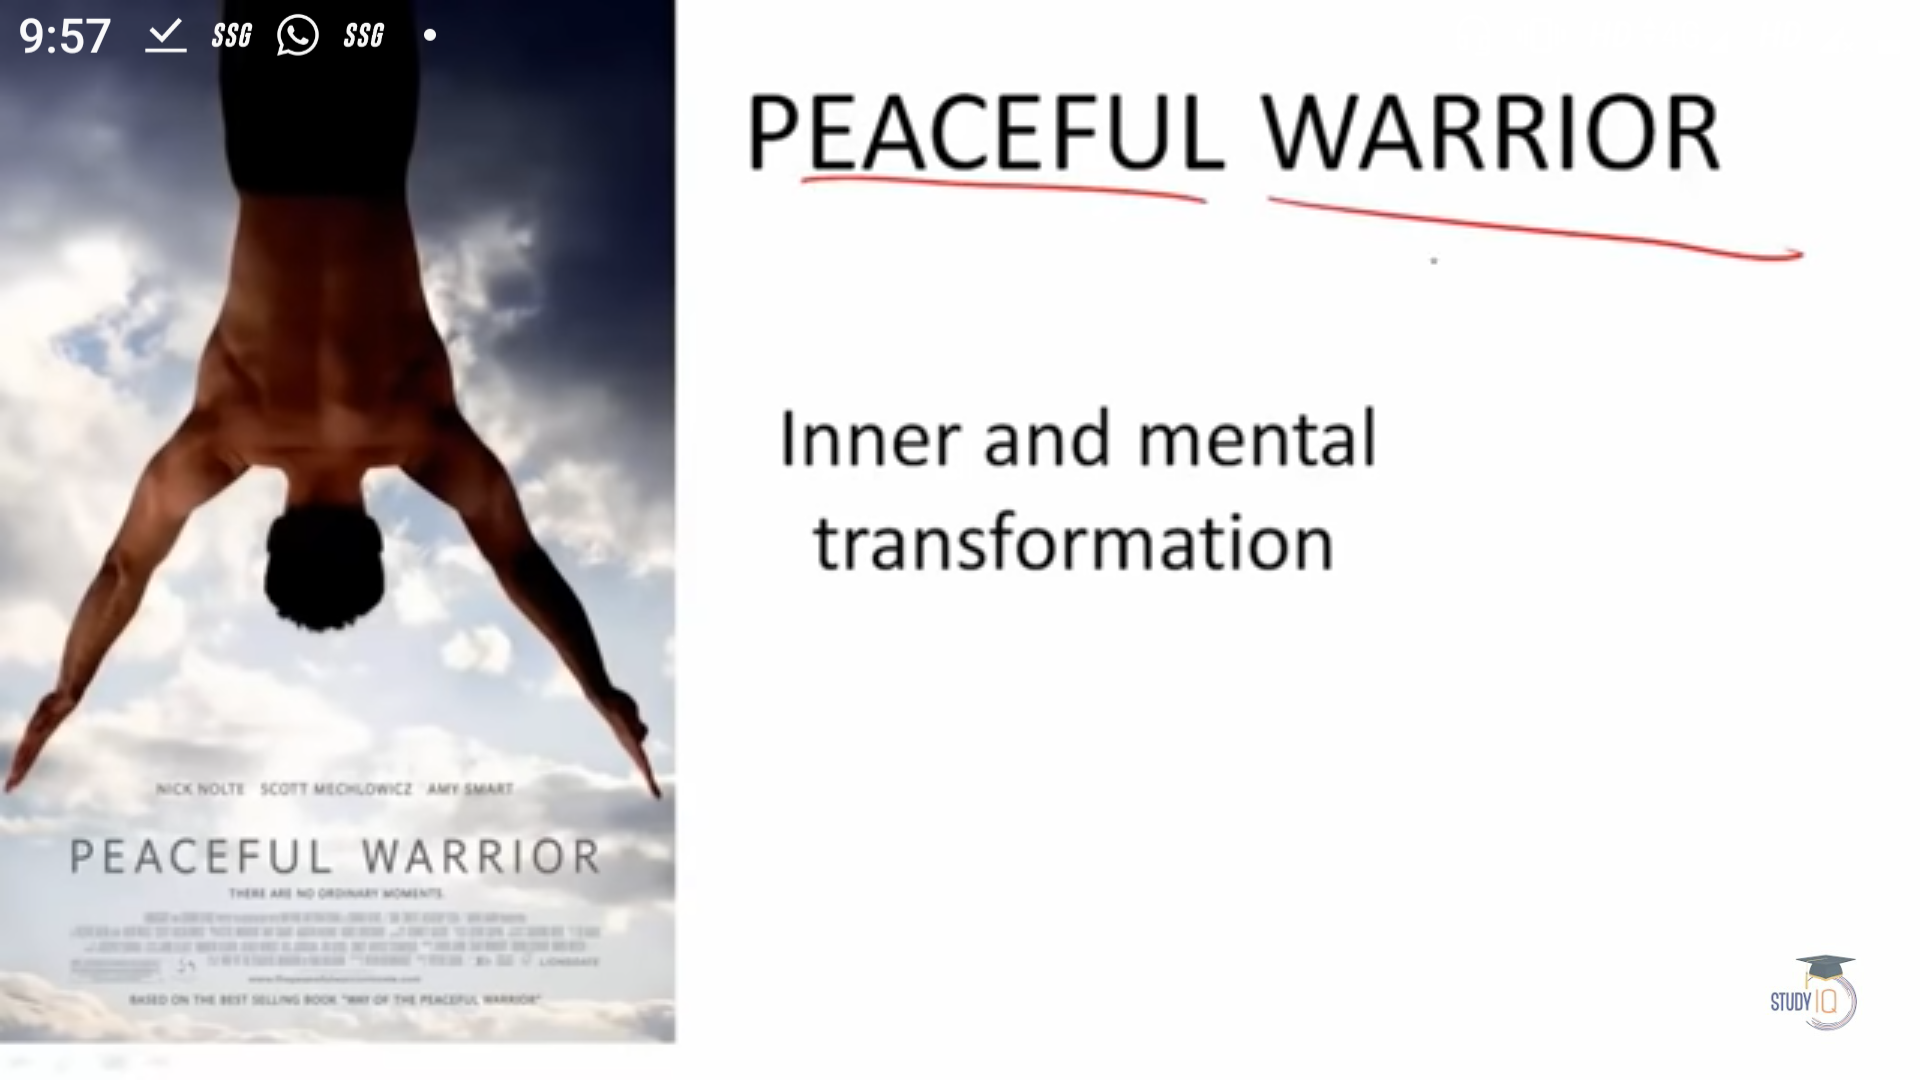 9:57 SSG SSG
PEACEFUL WARRIOR
Inner and mental
transformation
NICK NOLTE SCOTT MECHLOWICZ AMY SMART
PEACEFUL WARRIOR
THERE ARE NO ORDINARY MOMENTS.
LIONSGATE
BASED ON THE BEST SELLING BOOK "WAY OF THE PEACEFUL WARRIOR"
STUDY IQ